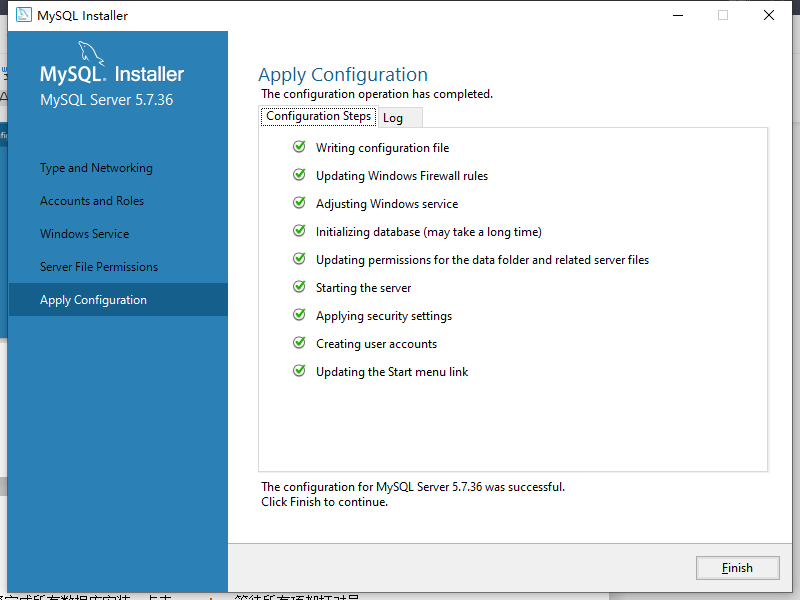 MySQL Installer
MySQL. Installer
MySQL Server 5.7.36
Type and Networking
Accounts and Roles
Windows Service
Server File Permissions
Apply Configuration
Apply Configuration
The configuration operation has completed.
Configuration Steps
Log
Writing configuration file
Updating Windows Firewall rules
Adjusting Windows service
Initializing database (may take a long time)
Updating permissions for the data folder and related server files
Starting the server
Applying security settings
Creating user accounts
Updating the Start menu link
The configuration for MySQL Server 5.7.36 was successful.
Click Finish to continue.
Finish